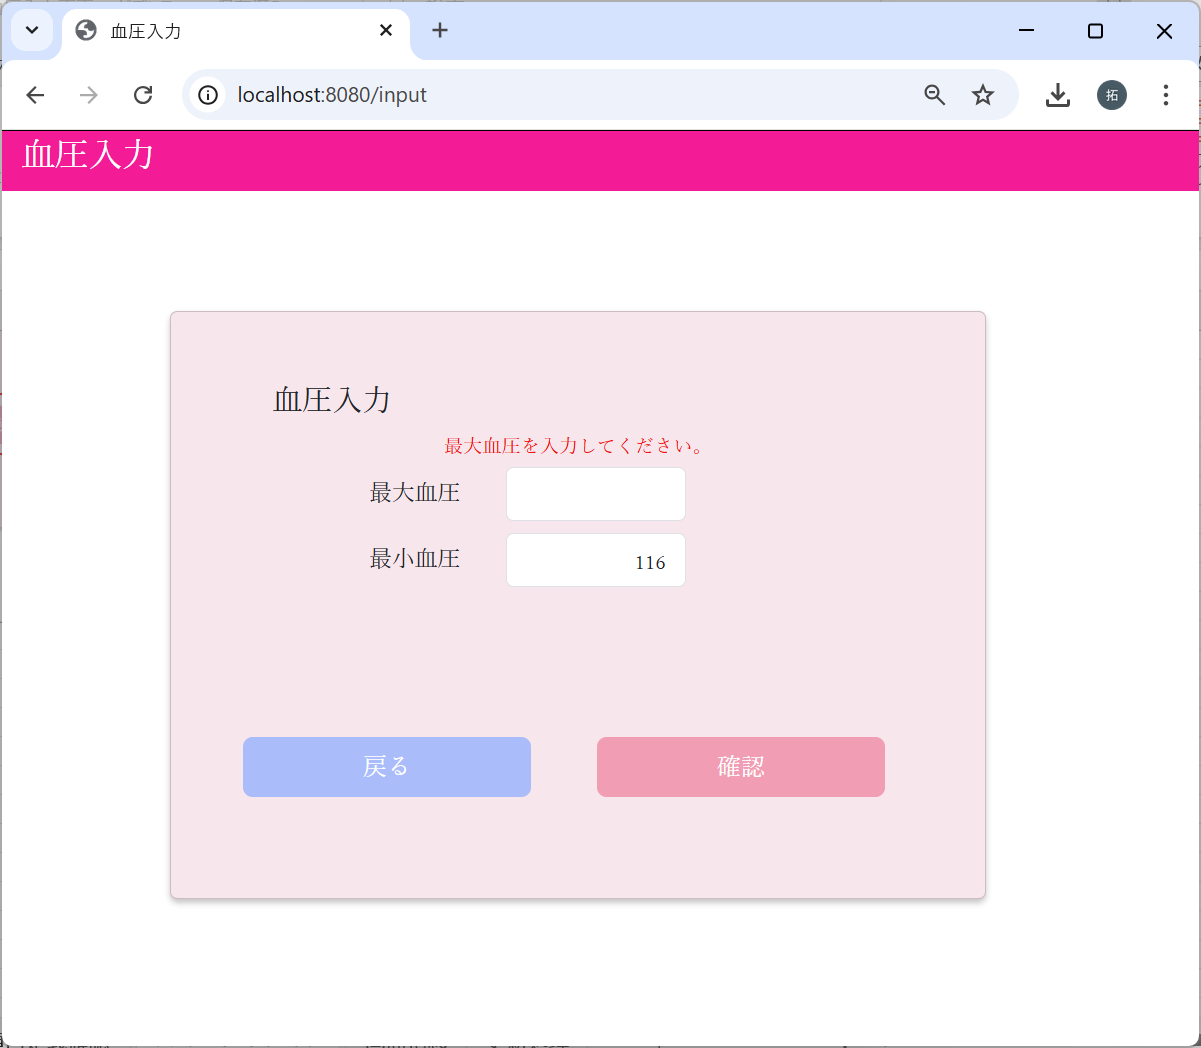 血圧入力
localhost:8080/input
拓
血圧入力
血圧入力
最大血圧を入力してください。
最大血圧
最小血圧 116
戻る 確認